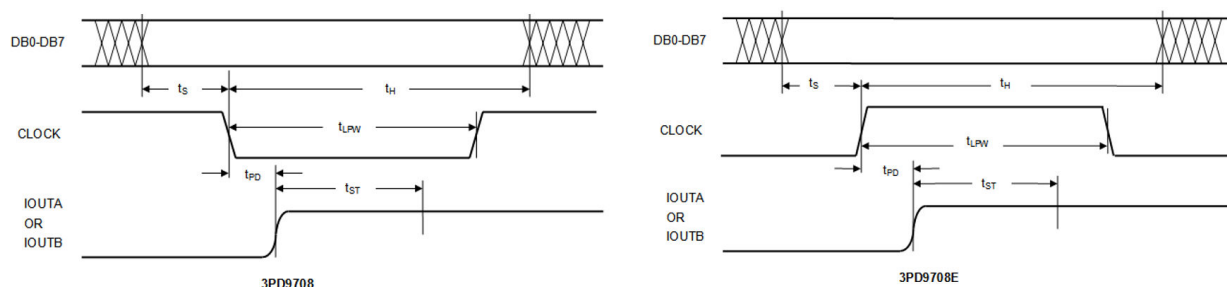 DB0-DB7
tS
tH
CLOCK
tLPW
tPD
tST
IOUTA
OR
IOUTB
3PD9708
DB0-DB7
tS
tH
CLOCK
tLPW
tPD
tST
IOUTA
OR
IOUTB
3PD9708E